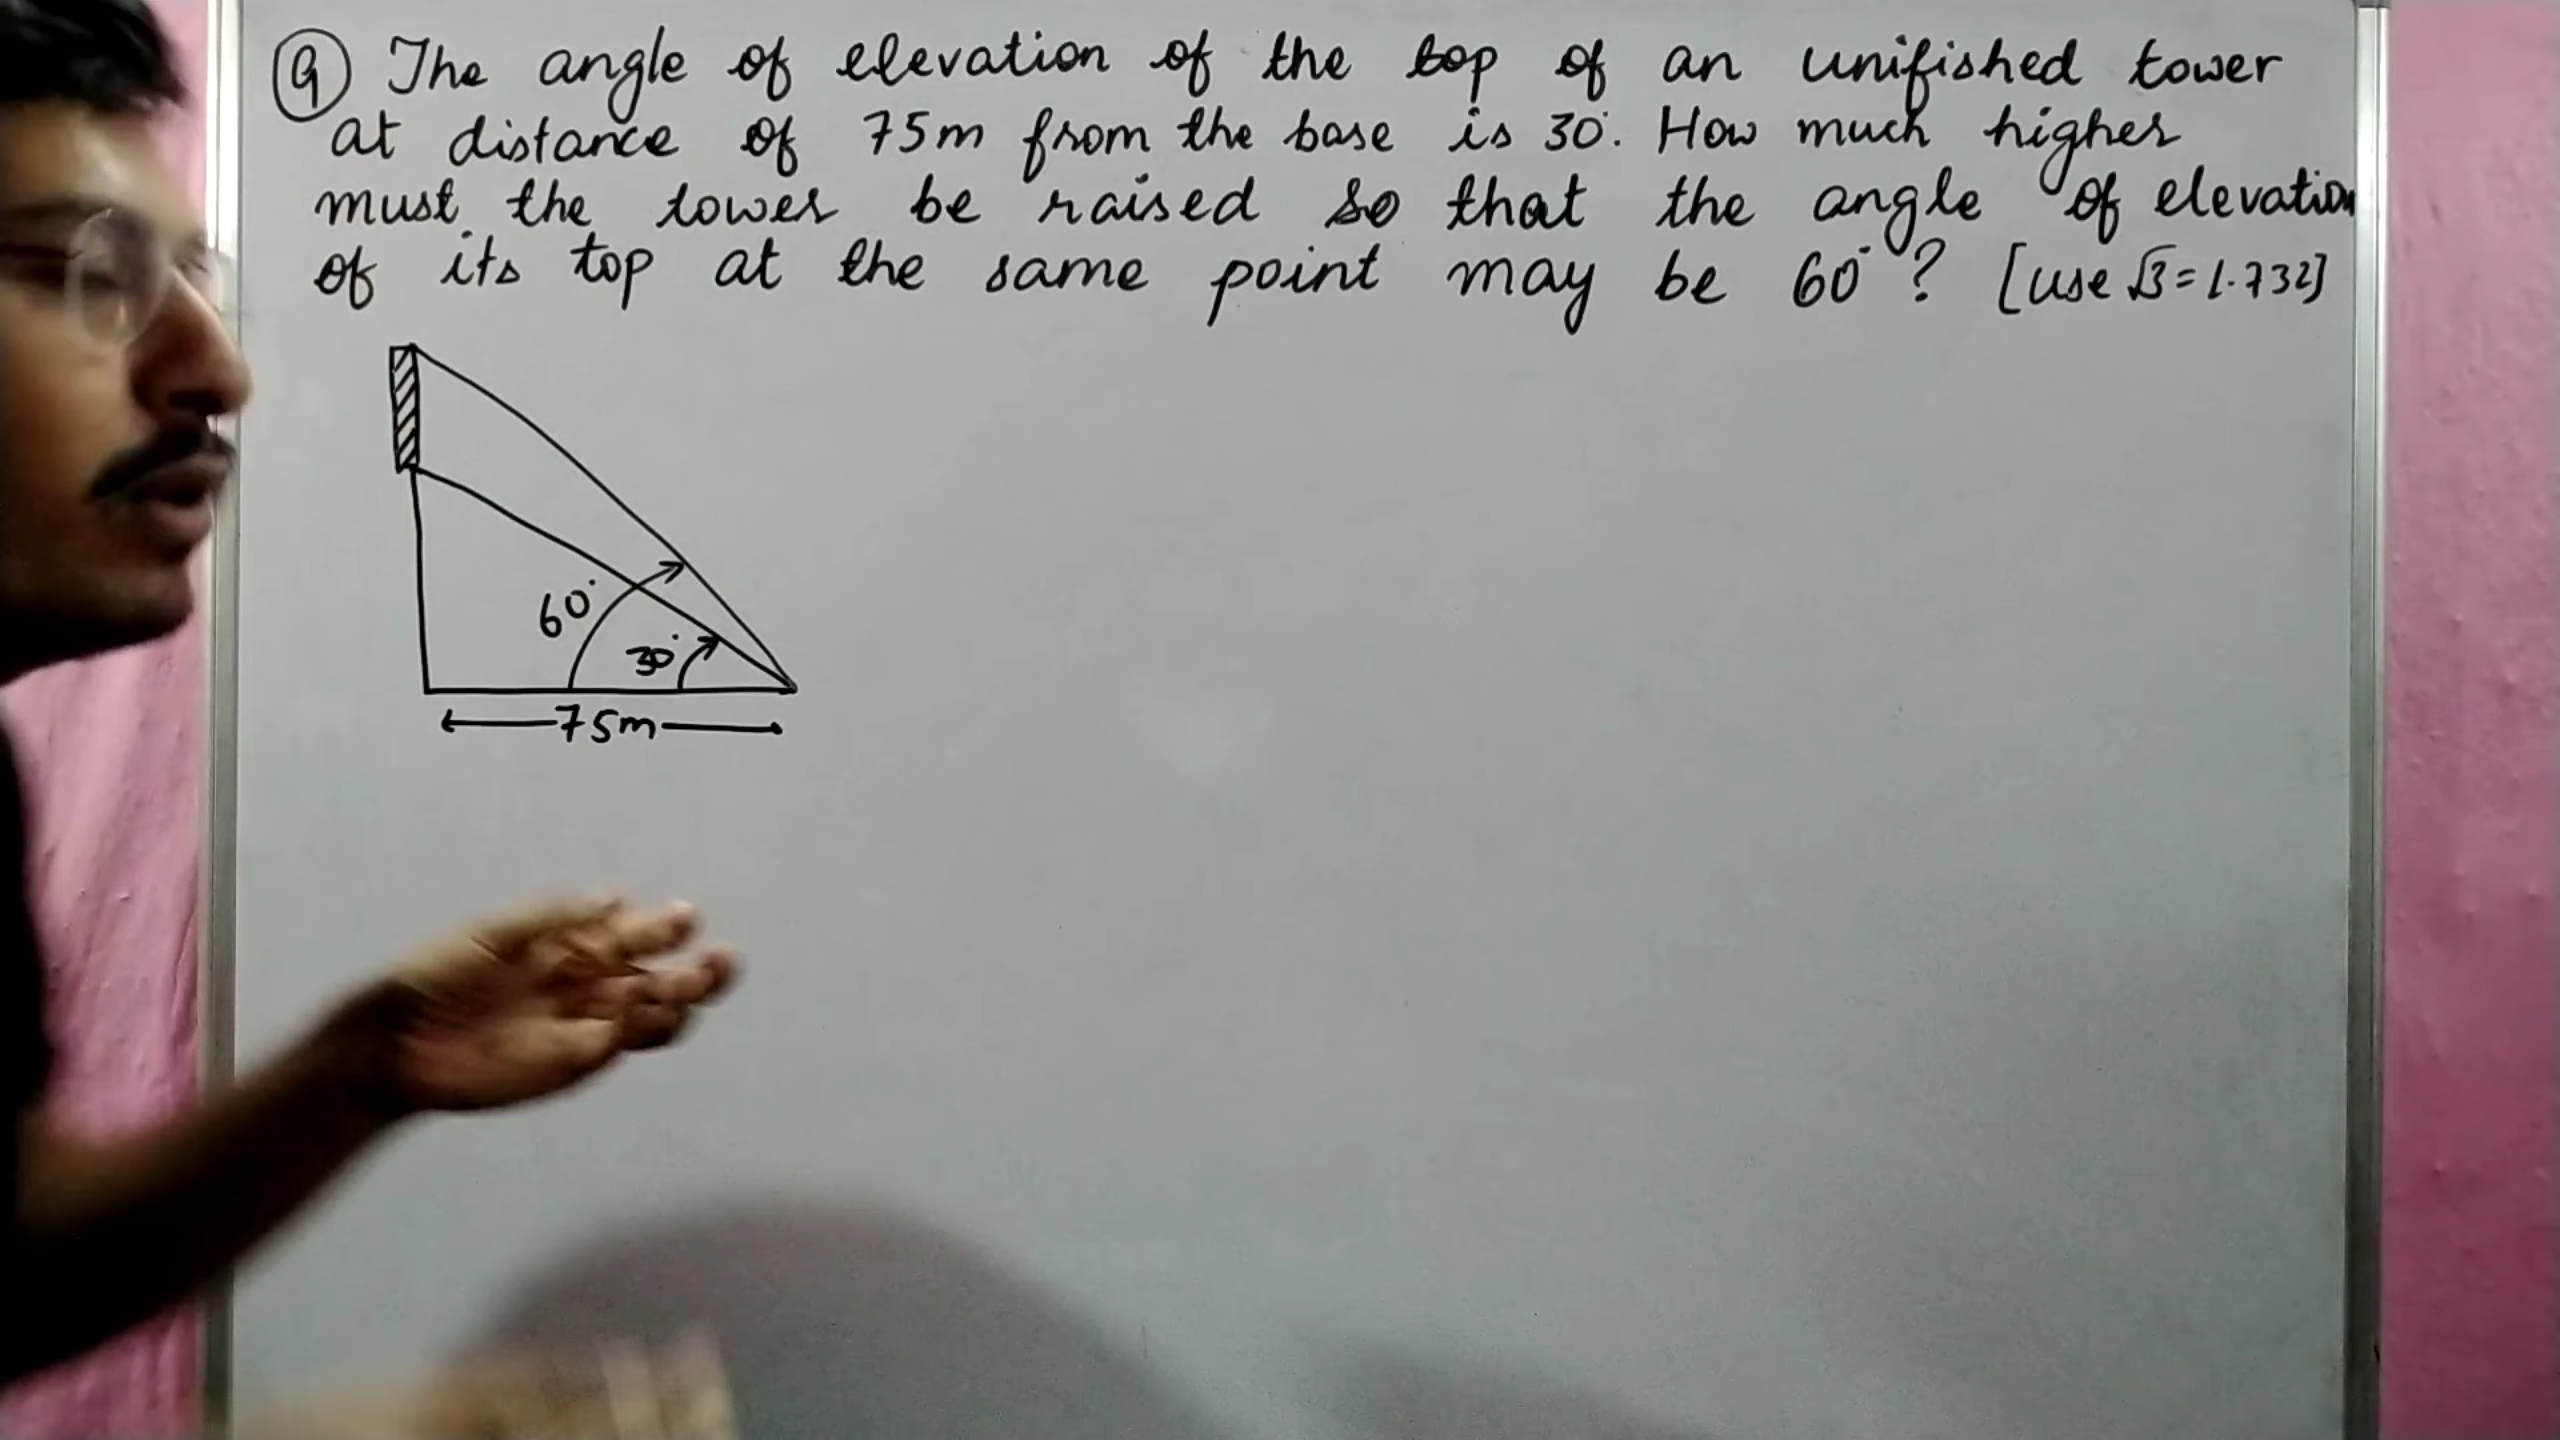 Q The angle of elevation of the top of an unifished tower
at distance of 75m from the base is 30°. How much higher
must the tower be raised so that the angle of elevation
of its top at the same point may be 60°? [use √3=1.732]
60°
30°
75m